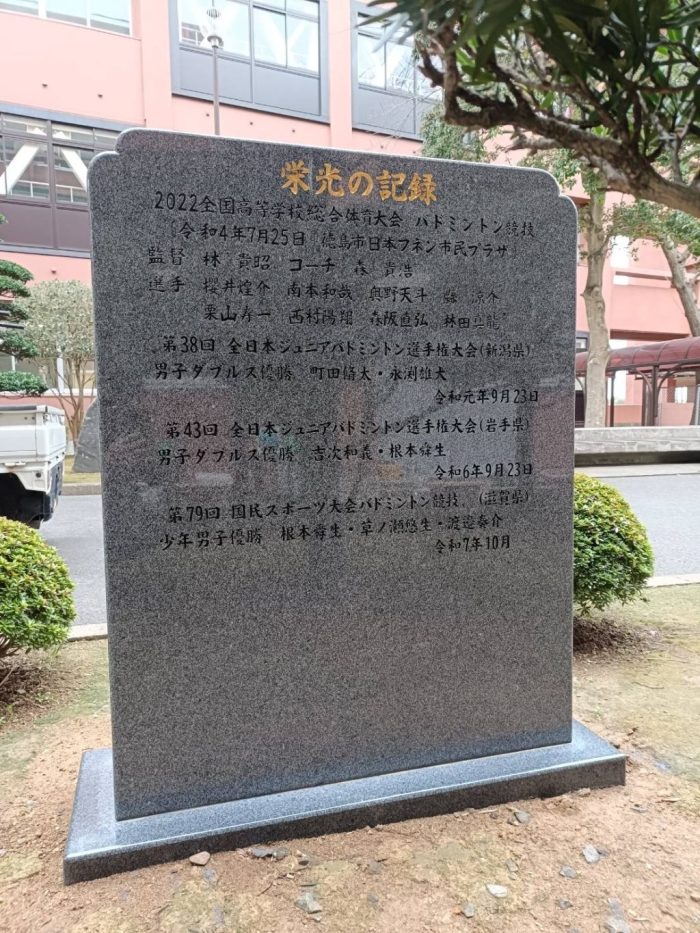 栄光の記録
2022全国高等学校総合体育大会 バドミントン競技
〔令和4年7月25日 徳島市日本フネン市民プラザ〕
監督 林 貴昭 コーチ 森 貴浩
選手 櫻井煌介 南本和哉 奥野天斗 縣 涼介
栗山寿一 西村陽翔 森阪直弘 林田空龍
第38回 全日本ジュニアバドミントン選手権大会(新潟県)
男子ダブルス優勝 町田脩太・永渕雄大
令和元年9月23日
第43回 全日本ジュニアバドミントン選手権大会(岩手県)
男子ダブルス優勝 吉次和義・根本舜生
令和6年9月23日
第79回 国民スポーツ大会バドミントン競技 (滋賀県)
少年男子優勝 根本舜生・草ノ瀬悠生・渡邉奏介
令和7年10月